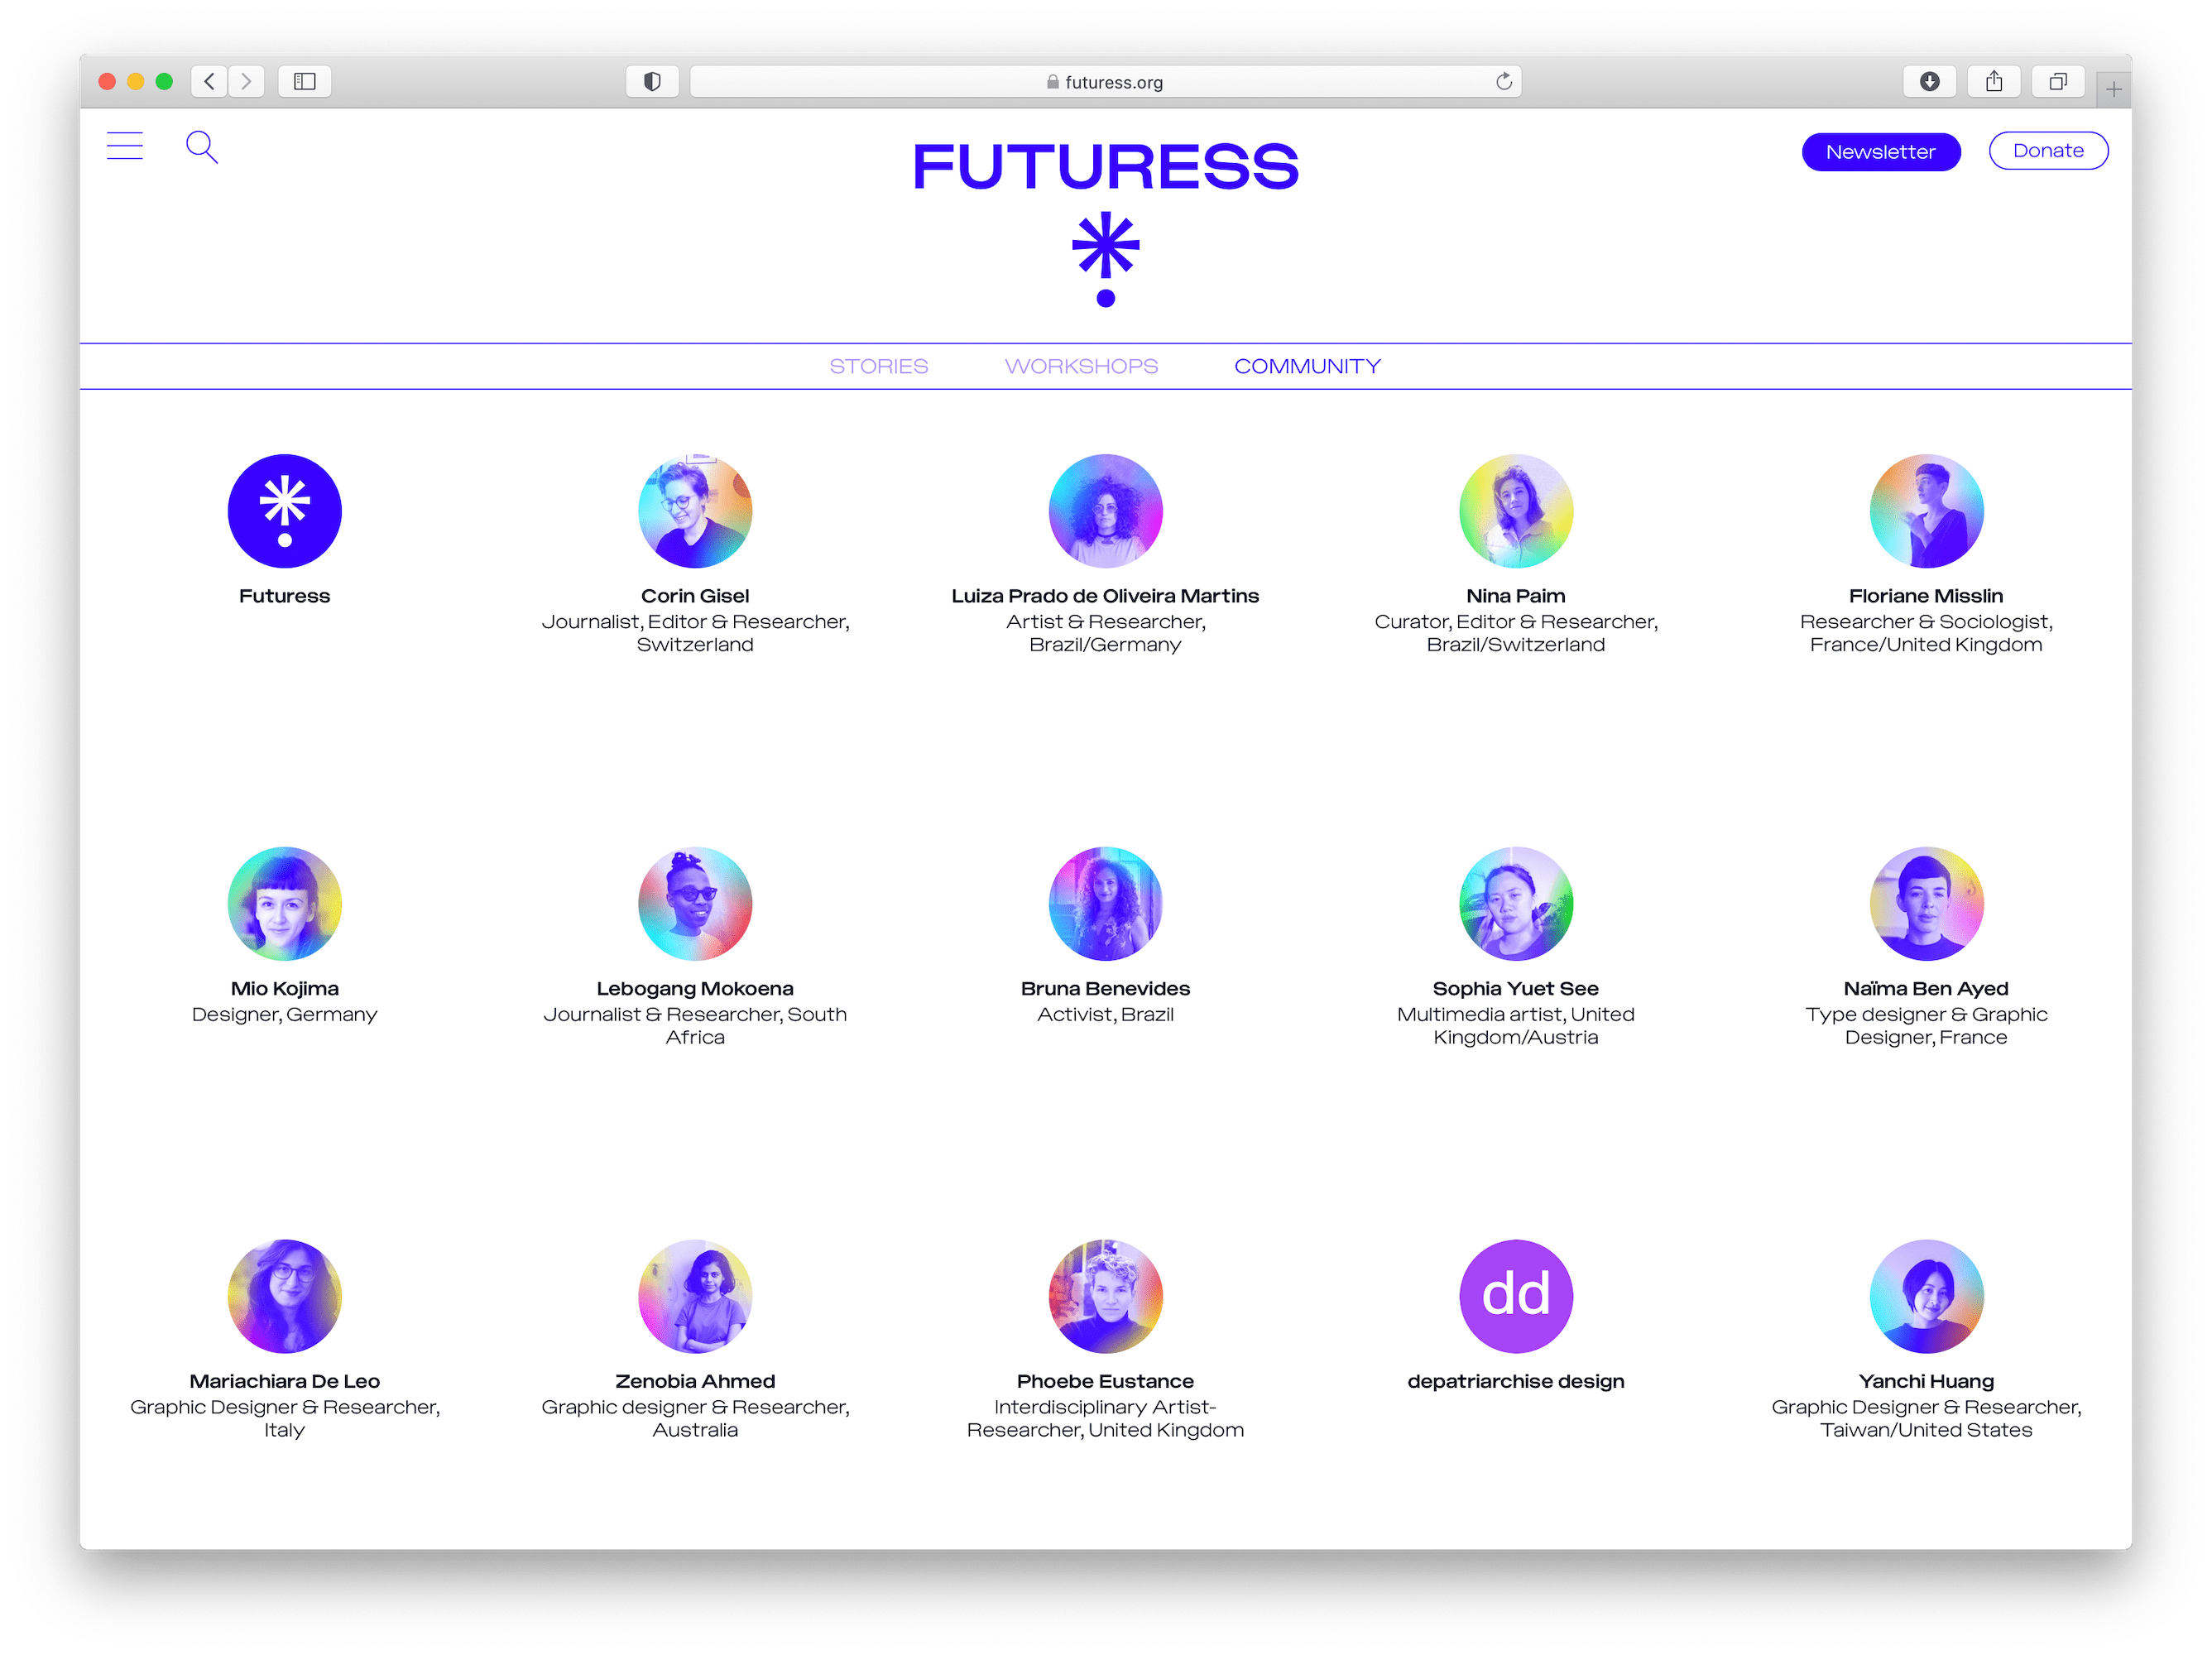 futuress.org
FUTURESS
Newsletter
Donate
STORIES WORKSHOPS COMMUNITY
Futuress
Corin Gisel
Journalist, Editor & Researcher,
Switzerland
Luiza Prado de Oliveira Martins
Artist & Researcher,
Brazil/Germany
Nina Paim
Curator, Editor & Researcher,
Brazil/Switzerland
Floriane Misslin
Researcher & Sociologist,
France/United Kingdom
Mio Kojima
Designer, Germany
Lebogang Mokoena
Journalist & Researcher, South
Africa
Bruna Benevides
Activist, Brazil
Sophia Yuet See
Multimedia artist, United
Kingdom/Austria
Naïma Ben Ayed
Type designer & Graphic
Designer, France
Mariachiara De Leo
Graphic Designer & Researcher,
Italy
Zenobia Ahmed
Graphic designer & Researcher,
Australia
Phoebe Eustance
Interdisciplinary Artist-
Researcher, United Kingdom
dd
depatriarchise design
Yanchi Huang
Graphic Designer & Researcher,
Taiwan/United States